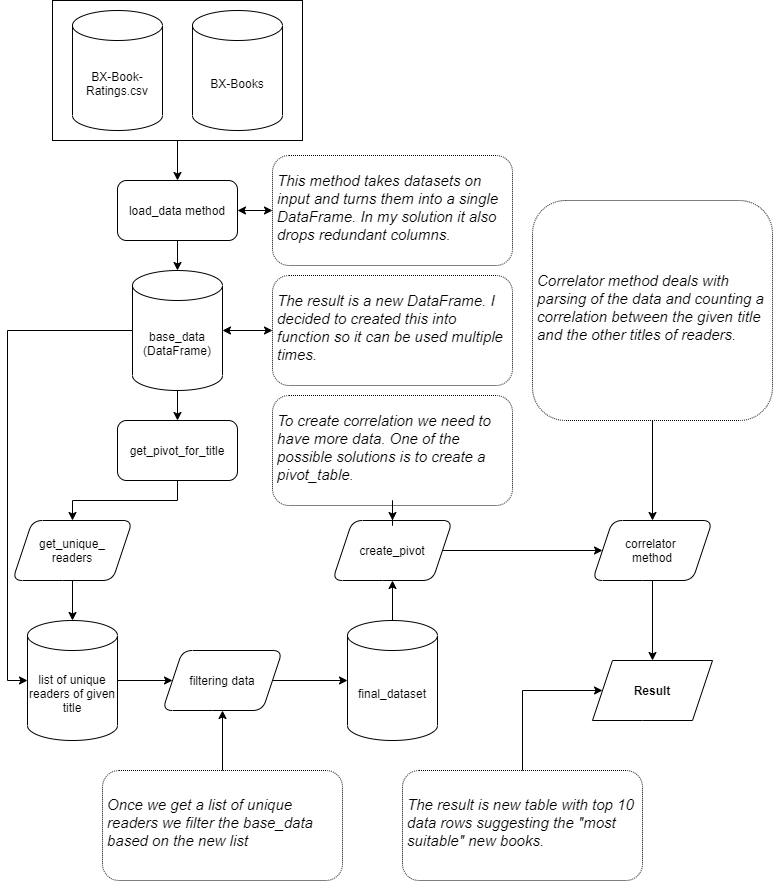 BX-Book-
Ratings.csv
BX-Books
load_data method
This method takes datasets on
input and turns them into a single
DataFrame. In my solution it also
drops redundant columns.
base_data
(DataFrame)
The result is a new DataFrame. I
decided to created this into
function so it can be used multiple
times.
Correlator method deals with
parsing of the data and counting a
correlation between the given title
and the other titles of readers.
get_pivot_for_title
To create correlation we need to
have more data. One of the
possible solutions is to create a
pivot_table.
get_unique_
readers
create_pivot
correlator
method
list of unique
readers of given
title
filtering data
final_dataset
Result
Once we get a list of unique
readers we filter the base_data
based on the new list
The result is new table with top 10
data rows suggesting the "most
suitable" new books.